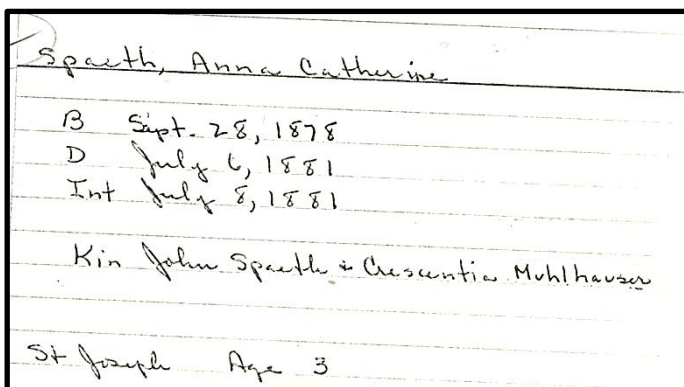 Spaeth, Anna Catherine
B Sept. 28, 1878
D July 6, 1881
Int July 8, 1881
Kin John Spaeth & Crescentia Muhlhauser
St Joseph Age 3